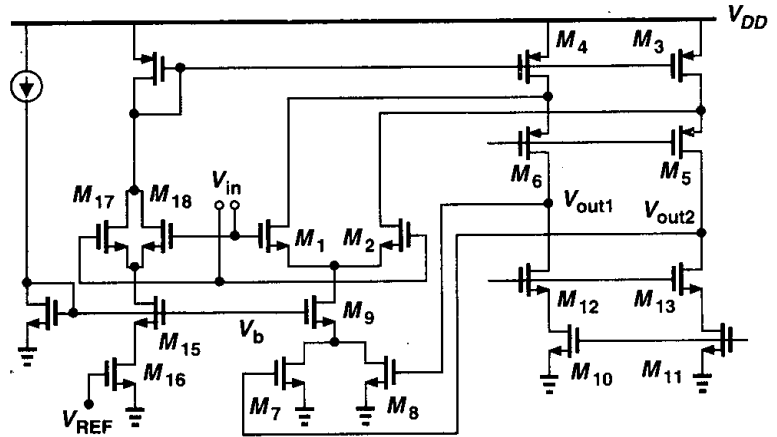 V_DD
M_4
M_3
M_6
M_5
M_17
M_18
V_in
M_1
M_2
V_out1
V_out2
M_9
M_12
M_13
V_b
M_15
M_16
M_7
M_8
M_10
M_11
V_REF